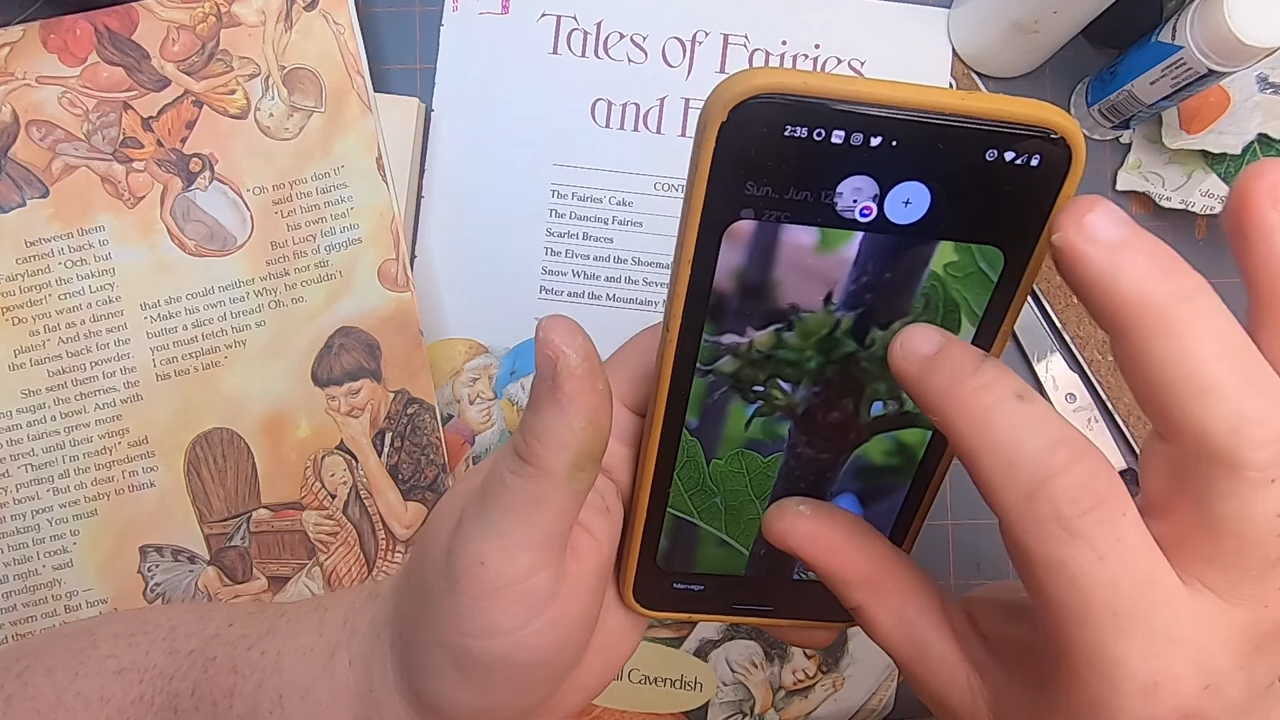 "Oh no you don't!"
said the fairies.
"Let him make
his own tea!"
But Lucy fell into
such fits of giggles
that she could neither whisk nor stir.
"Make his own tea? Why, he couldn't
butter a slice of bread! Oh, no,
you must fetch him so
I can explain why
his tea's late."
between them
carried it back to
Fairyland. "Och, but
you forgot the baking
powder!" cried Lucy.
"Do you want a cake
as flat as a dinner
plate?" And she sent
the fairies back for the
baking powder.
She sent them for the
sugar, the cherries, the
and a bowl. And with
the fairies grew more
tired, until their wings
"There! I'm ready!" said
putting all the ingredients
bowl. "But oh dear, I'm too
my poor wee baby to think
making. You must
him for me to
while I cook."
said
grudgingly.
not want to go —
worn out. But how
Tales of Fairies
and
The Fairies' Cake
The Dancing Fairies
Scarlet Braces
The Elves and the
Snow White and the
Peter and the Mountainy
2:35
Sun., Jun, 12
22°C
+
Manage
Cavendish